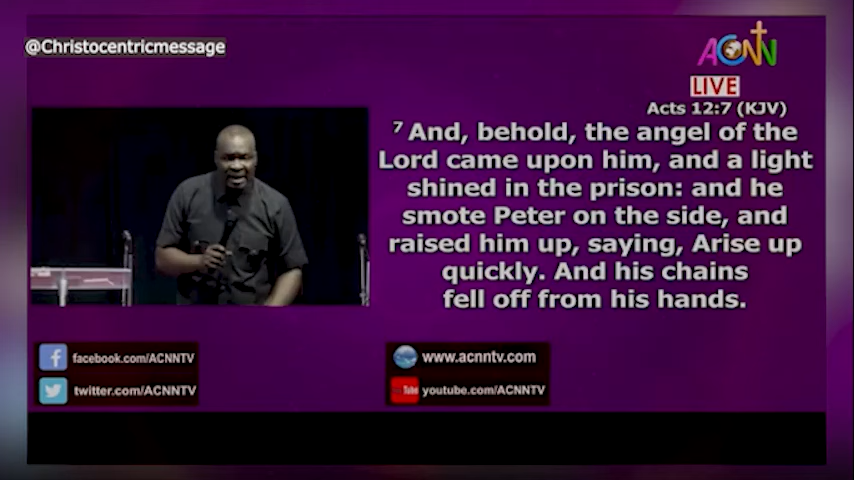 @Christocentricmessage
ACNN
LIVE
Acts 12:7 (KJV)
7 And, behold, the angel of the
Lord came upon him, and a light
shined in the prison: and he
smote Peter on the side, and
raised him up, saying, Arise up
quickly. And his chains
fell off from his hands.
facebook.com/ACNNTV
www.acnntv.com
twitter.com/ACNNTV
youtube.com/ACNNTV